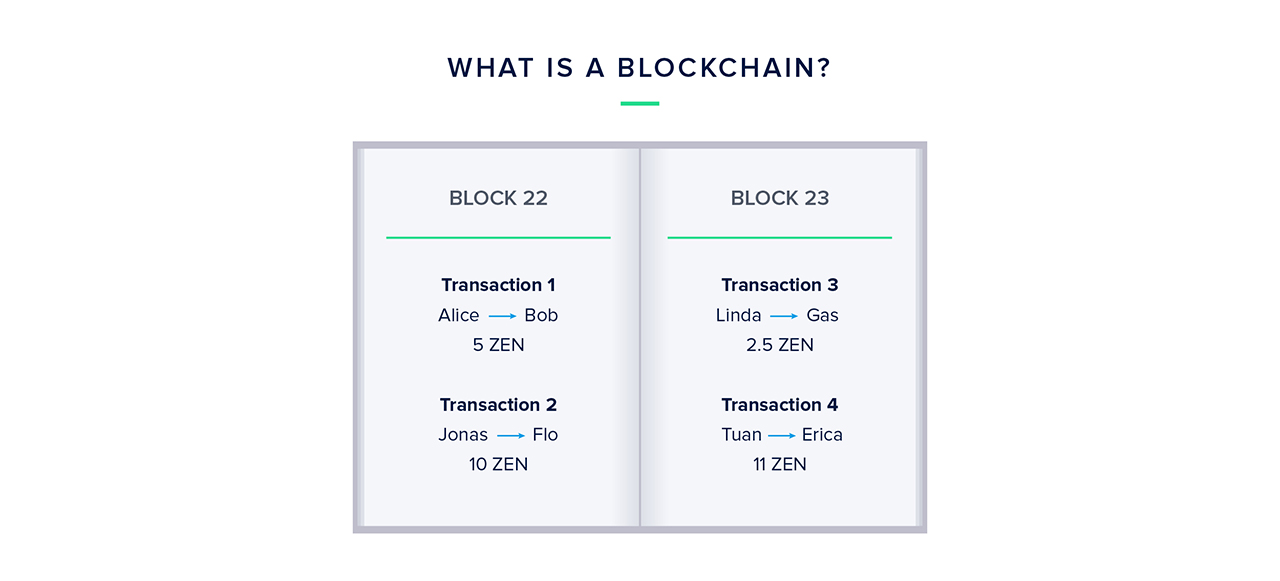 WHAT IS A BLOCKCHAIN?
BLOCK 22
Transaction 1
Alice → Bob
5 ZEN
Transaction 2
Jonas → Flo
10 ZEN
BLOCK 23
Transaction 3
Linda → Gas
2.5 ZEN
Transaction 4
Tuan → Erica
11 ZEN